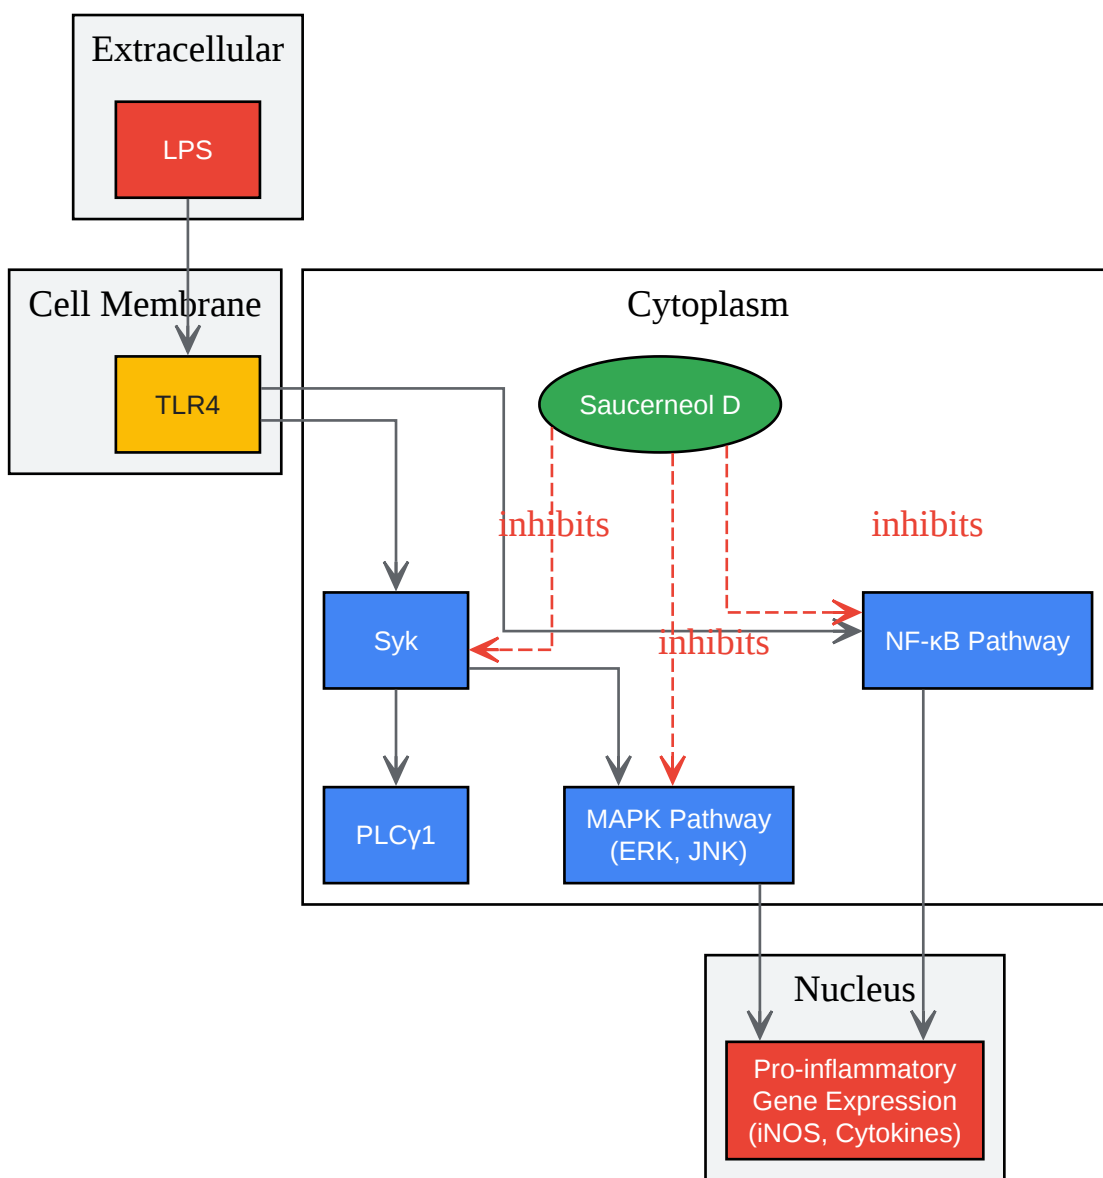 Extracellular
LPS
Cell Membrane
Cytoplasm
TLR4
Saucerneol D
inhibits
inhibits
inhibits
Syk
NF-κB Pathway
PLCγ1
MAPK Pathway
(ERK, JNK)
Nucleus
Pro-inflammatory
Gene Expression
(iNOS, Cytokines)